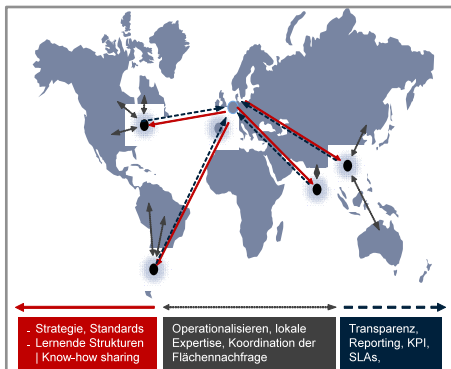 - Strategie, Standards
- Lernende Strukturen
| Know-how sharing
Operationalisieren, lokale
Expertise, Koordination der
Flächennachfrage
Transparenz,
Reporting, KPI,
SLAs,